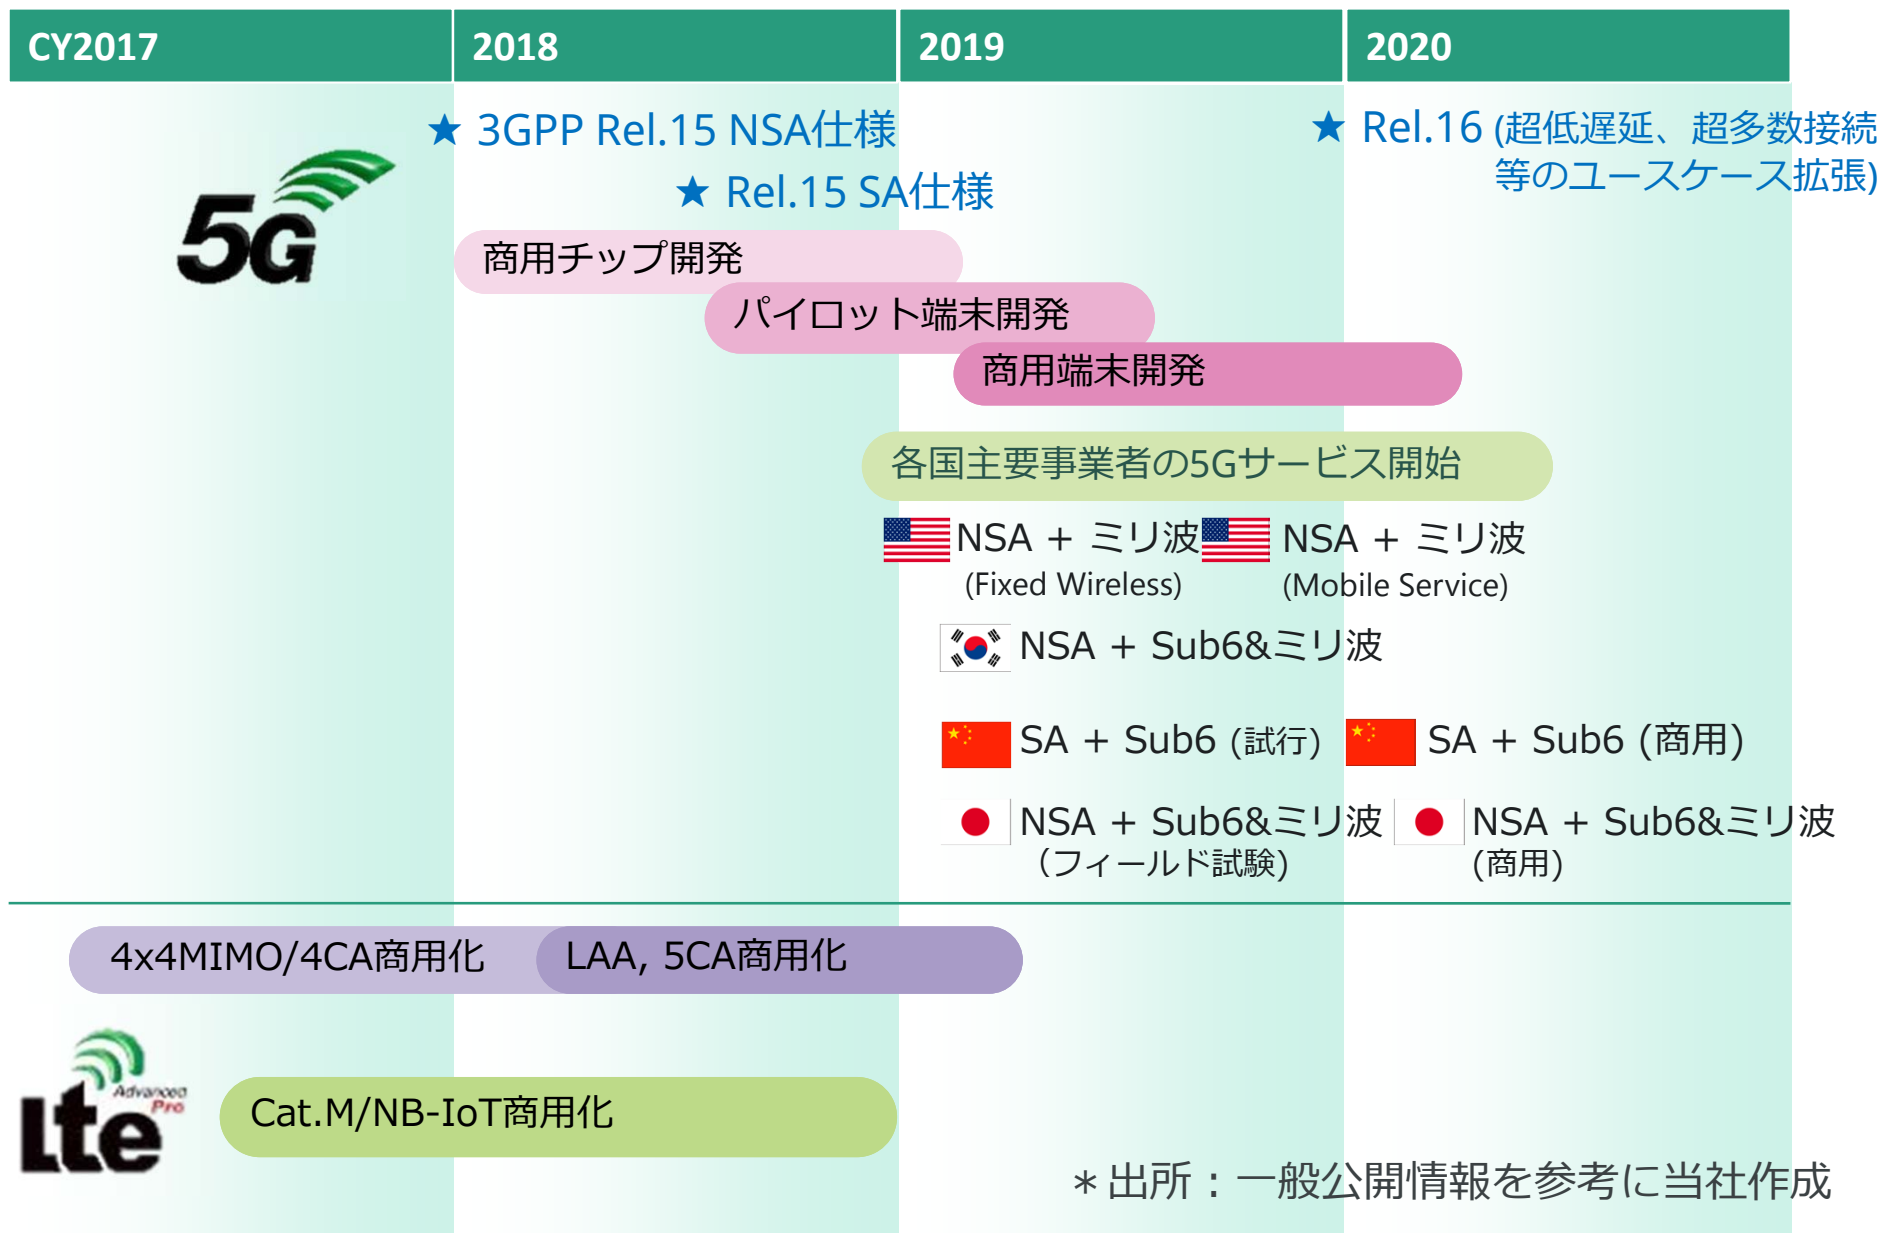 CY2017
2018
2019
2020
★ 3GPP Rel.15 NSA仕様
★ Rel.16 (超低遅延、超多数接続
等のユースケース拡張)
★ Rel.15 SA仕様
5G
商用チップ開発
パイロット端末開発
商用端末開発
各国主要事業者の5Gサービス開始
NSA + ミリ波
(Fixed Wireless)
NSA + ミリ波
(Mobile Service)
NSA + Sub6&ミリ波
SA + Sub6 (試行)
SA + Sub6 (商用)
NSA + Sub6&ミリ波
（フィールド試験)
NSA + Sub6&ミリ波
(商用)
4x4MIMO/4CA商用化
LAA, 5CA商用化
Lte
Advanced
Pro
Cat.M/NB-IoT商用化
＊出所：一般公開情報を参考に当社作成